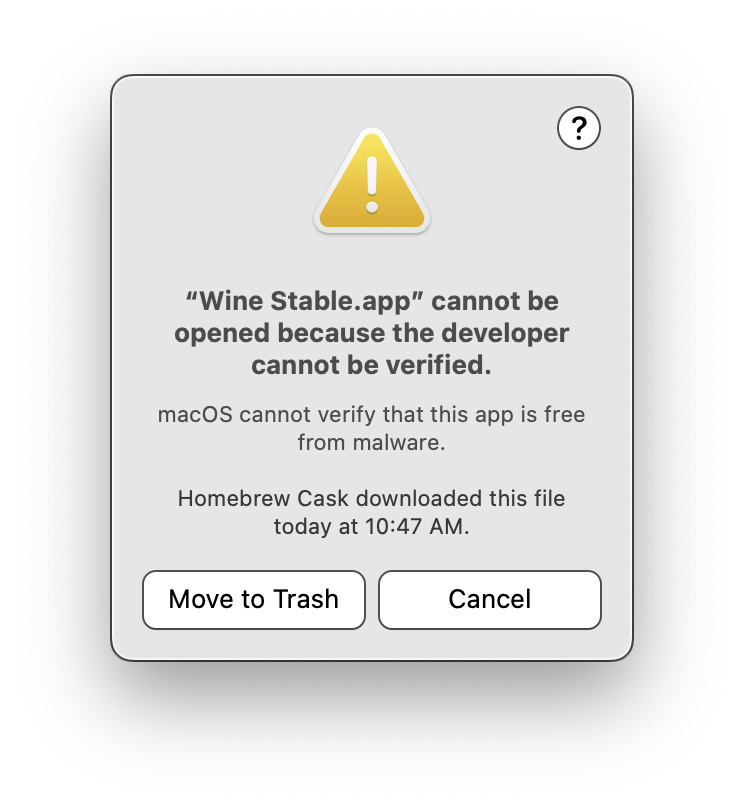 ?
“Wine Stable.app” cannot be
opened because the developer
cannot be verified.
macOS cannot verify that this app is free
from malware.
Homebrew Cask downloaded this file
today at 10:47 AM.
Move to Trash
Cancel